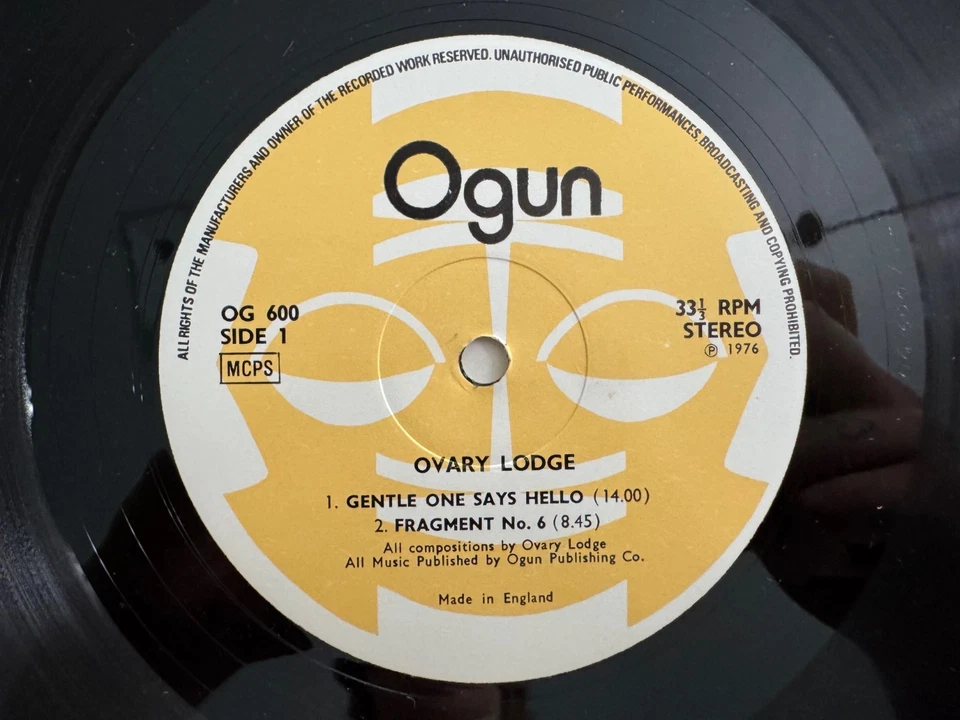 ALL RIGHTS OF THE MANUFACTURERS AND OWNER OF THE RECORDED WORK RESERVED. UNAUTHORISED PUBLIC PERFORMANCES, BROADCASTING AND COPYING PROHIBITED.
Ogun
OG 600
SIDE 1
MCPS
33⅓ RPM
STEREO
℗ 1976
OVARY LODGE
1. GENTLE ONE SAYS HELLO (14.00)
2. FRAGMENT No. 6 (8.45)
All compositions by Ovary Lodge
All Music Published by Ogun Publishing Co.
Made in England